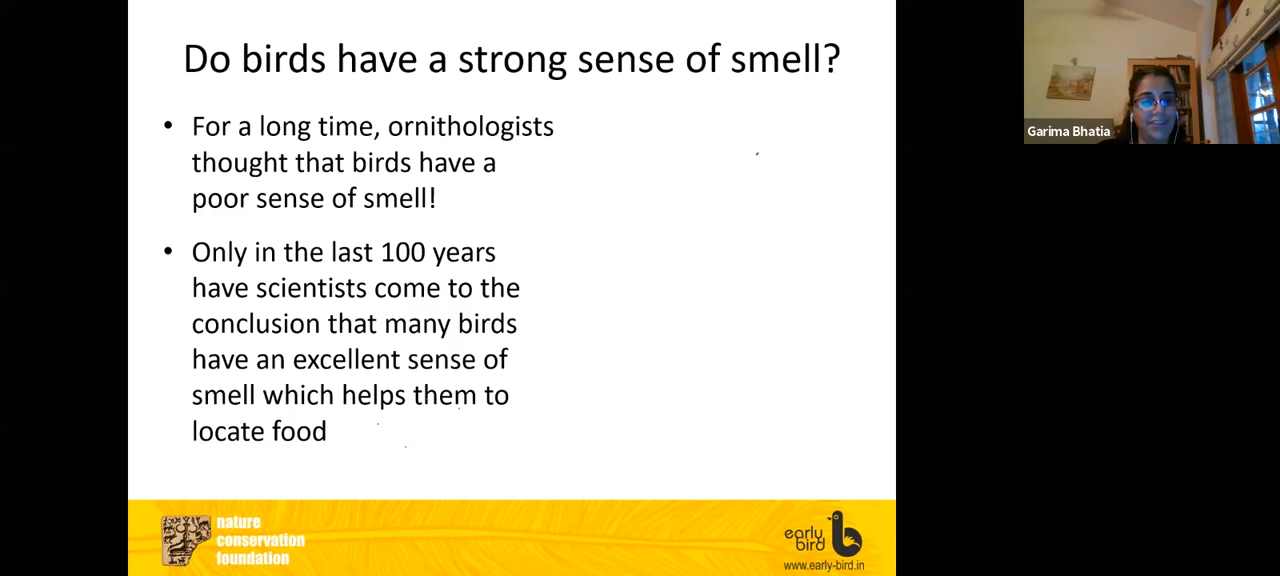 Do birds have a strong sense of smell?
• For a long time, ornithologists
thought that birds have a
poor sense of smell!
• Only in the last 100 years
have scientists come to the
conclusion that many birds
have an excellent sense of
smell which helps them to
locate food
nature
conservation
foundation
early
bird
www.early-bird.in
Garima Bhatia